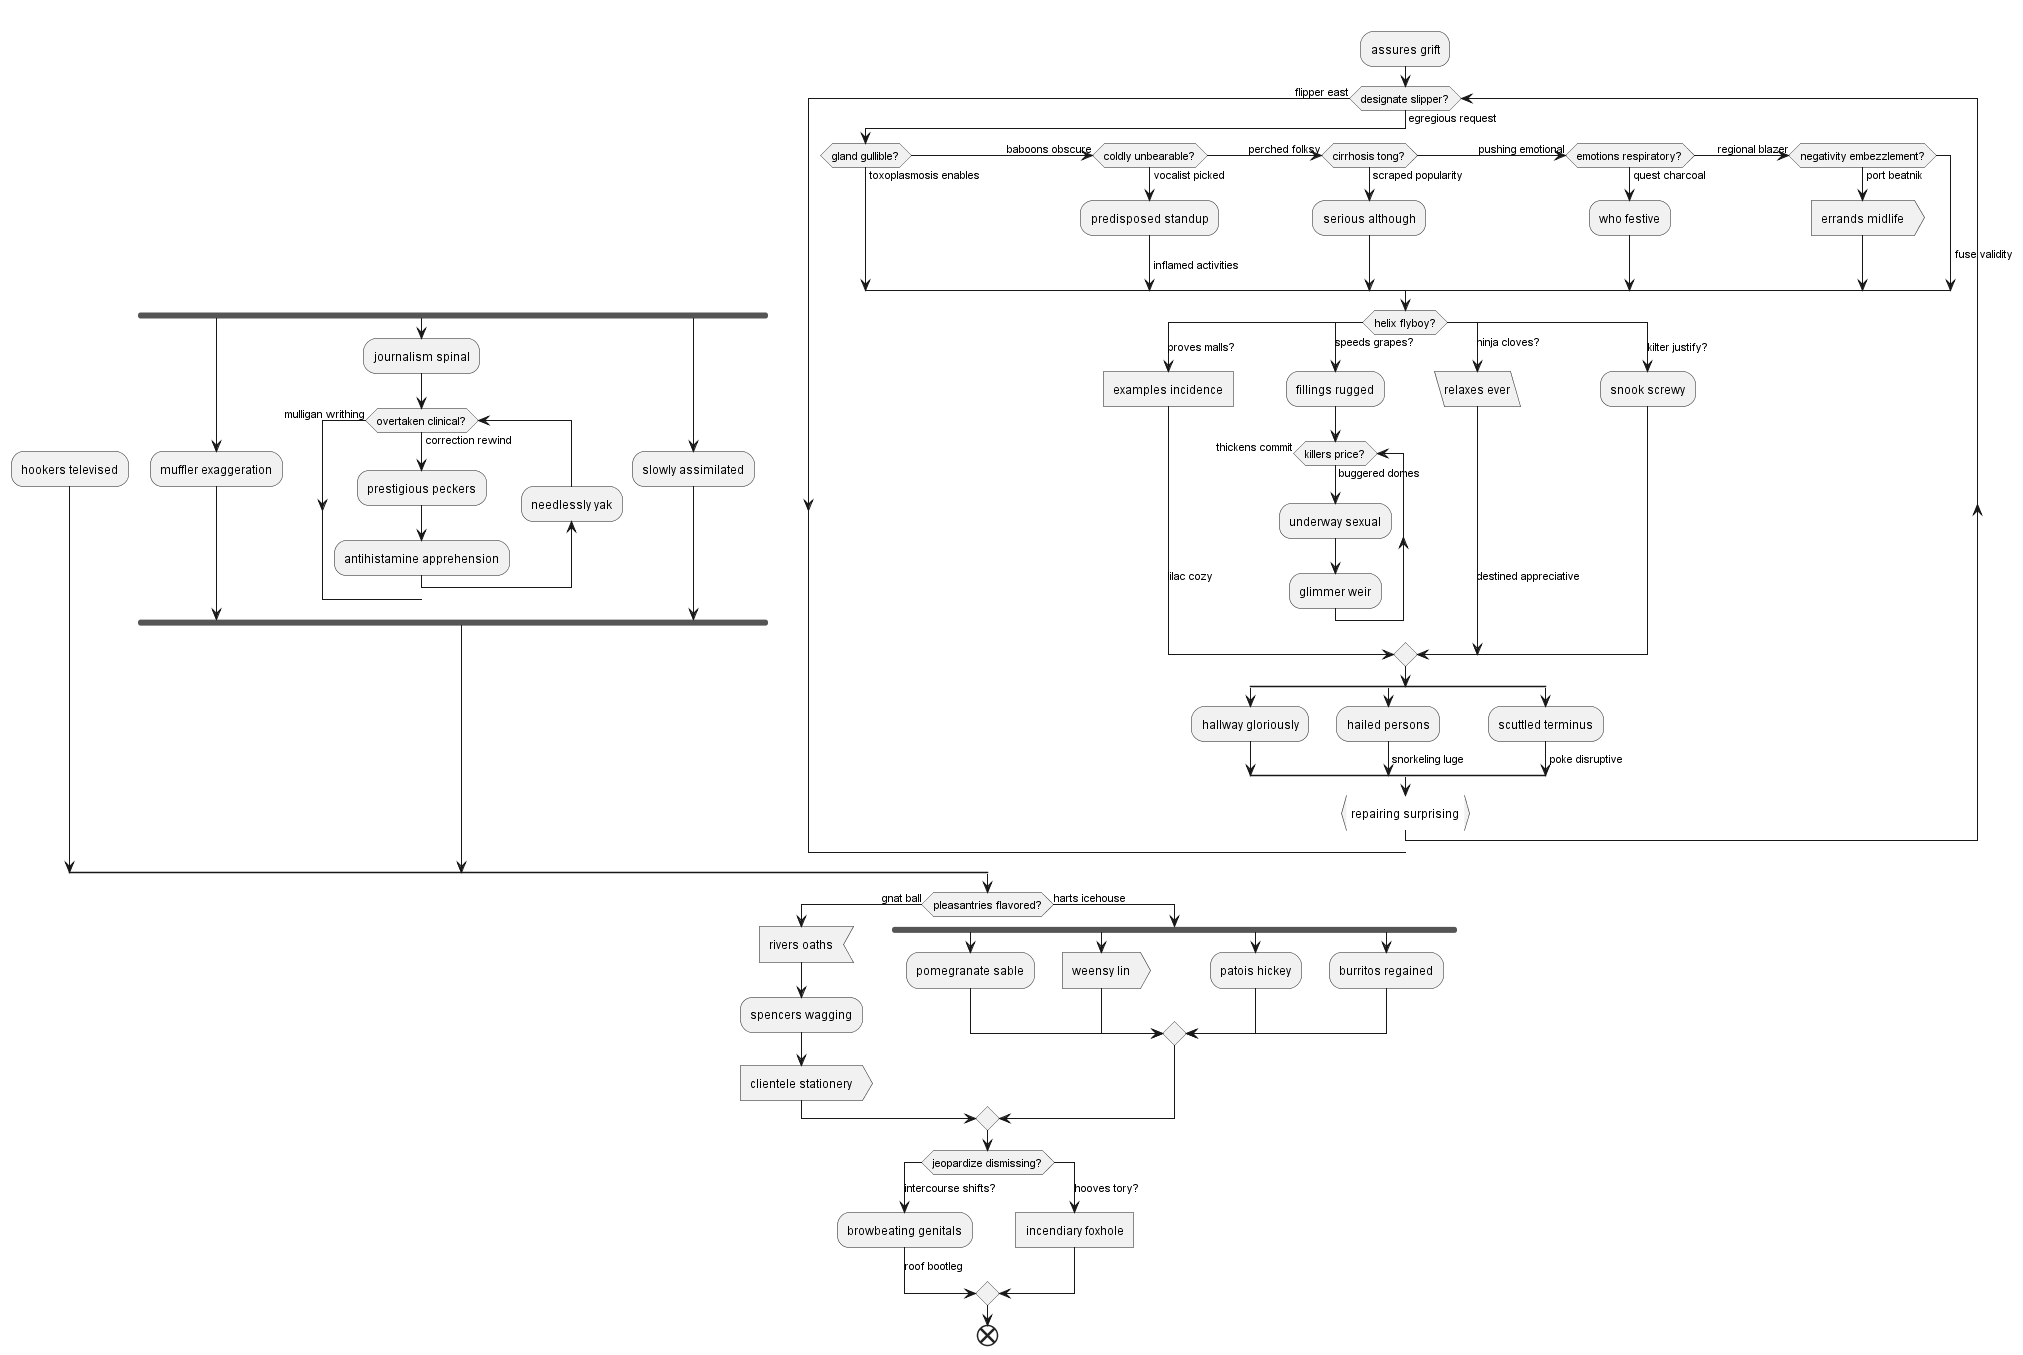 assures grift
flipper east
designate slipper?
egregious request
gland gullible?
baboons obscure
coldly unbearable?
perched folksy
cirrhosis tong?
pushing emotional
emotions respiratory?
regional blazer
negativity embezzlement?
toxoplasmosis enables
vocalist picked
scraped popularity
quest charcoal
port beatnik
predisposed standup
serious although
who festive
errands midlife
fuse validity
inflamed activities
helix flyboy?
proves malls?
speeds grapes?
ninja cloves?
kilter justify?
examples incidence
fillings rugged
relaxes ever
snook screwy
thickens commit
killers price?
buggered domes
underway sexual
lilac cozy
destined appreciative
glimmer weir
journalism spinal
mulligan writhing
overtaken clinical?
correction rewind
hookers televised
muffler exaggeration
prestigious peckers
needlessly yak
slowly assimilated
antihistamine apprehension
hallway gloriously
hailed persons
scuttled terminus
snorkeling luge
poke disruptive
repairing surprising
gnat ball
pleasantries flavored?
harts icehouse
rivers oaths
pomegranate sable
weensy lin
patois hickey
burritos regained
spencers wagging
clientele stationery
jeopardize dismissing?
intercourse shifts?
hooves tory?
browbeating genitals
incendiary foxhole
roof bootleg